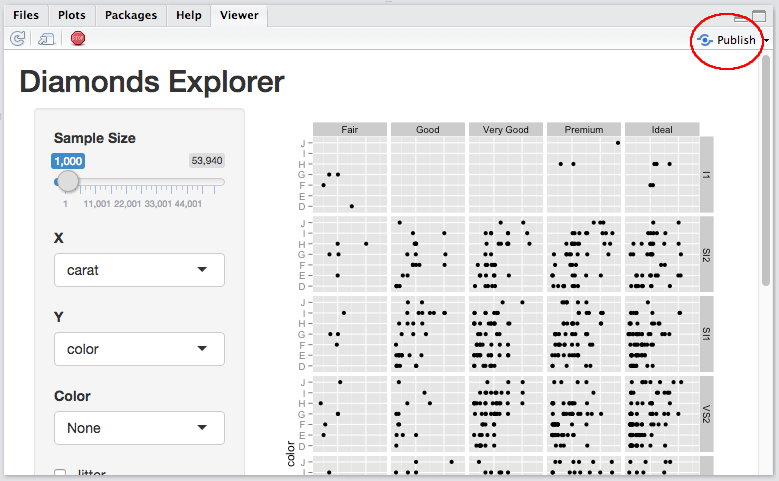 Files Plots Packages Help Viewer
STOP
Publish
Diamonds Explorer
Sample Size
1,000 53,940
1 11,001 22,001 33,001 44,001
X
carat
Y
color
Color
None
Jitter
Fair Good Very Good Premium Ideal
J
I
H
G
F
E
D
I1
J
I
H
G
F
E
D
SI2
J
I
H
G
F
E
D
SI1
J
I
H
G
F
E
D
VS2
J
I
color